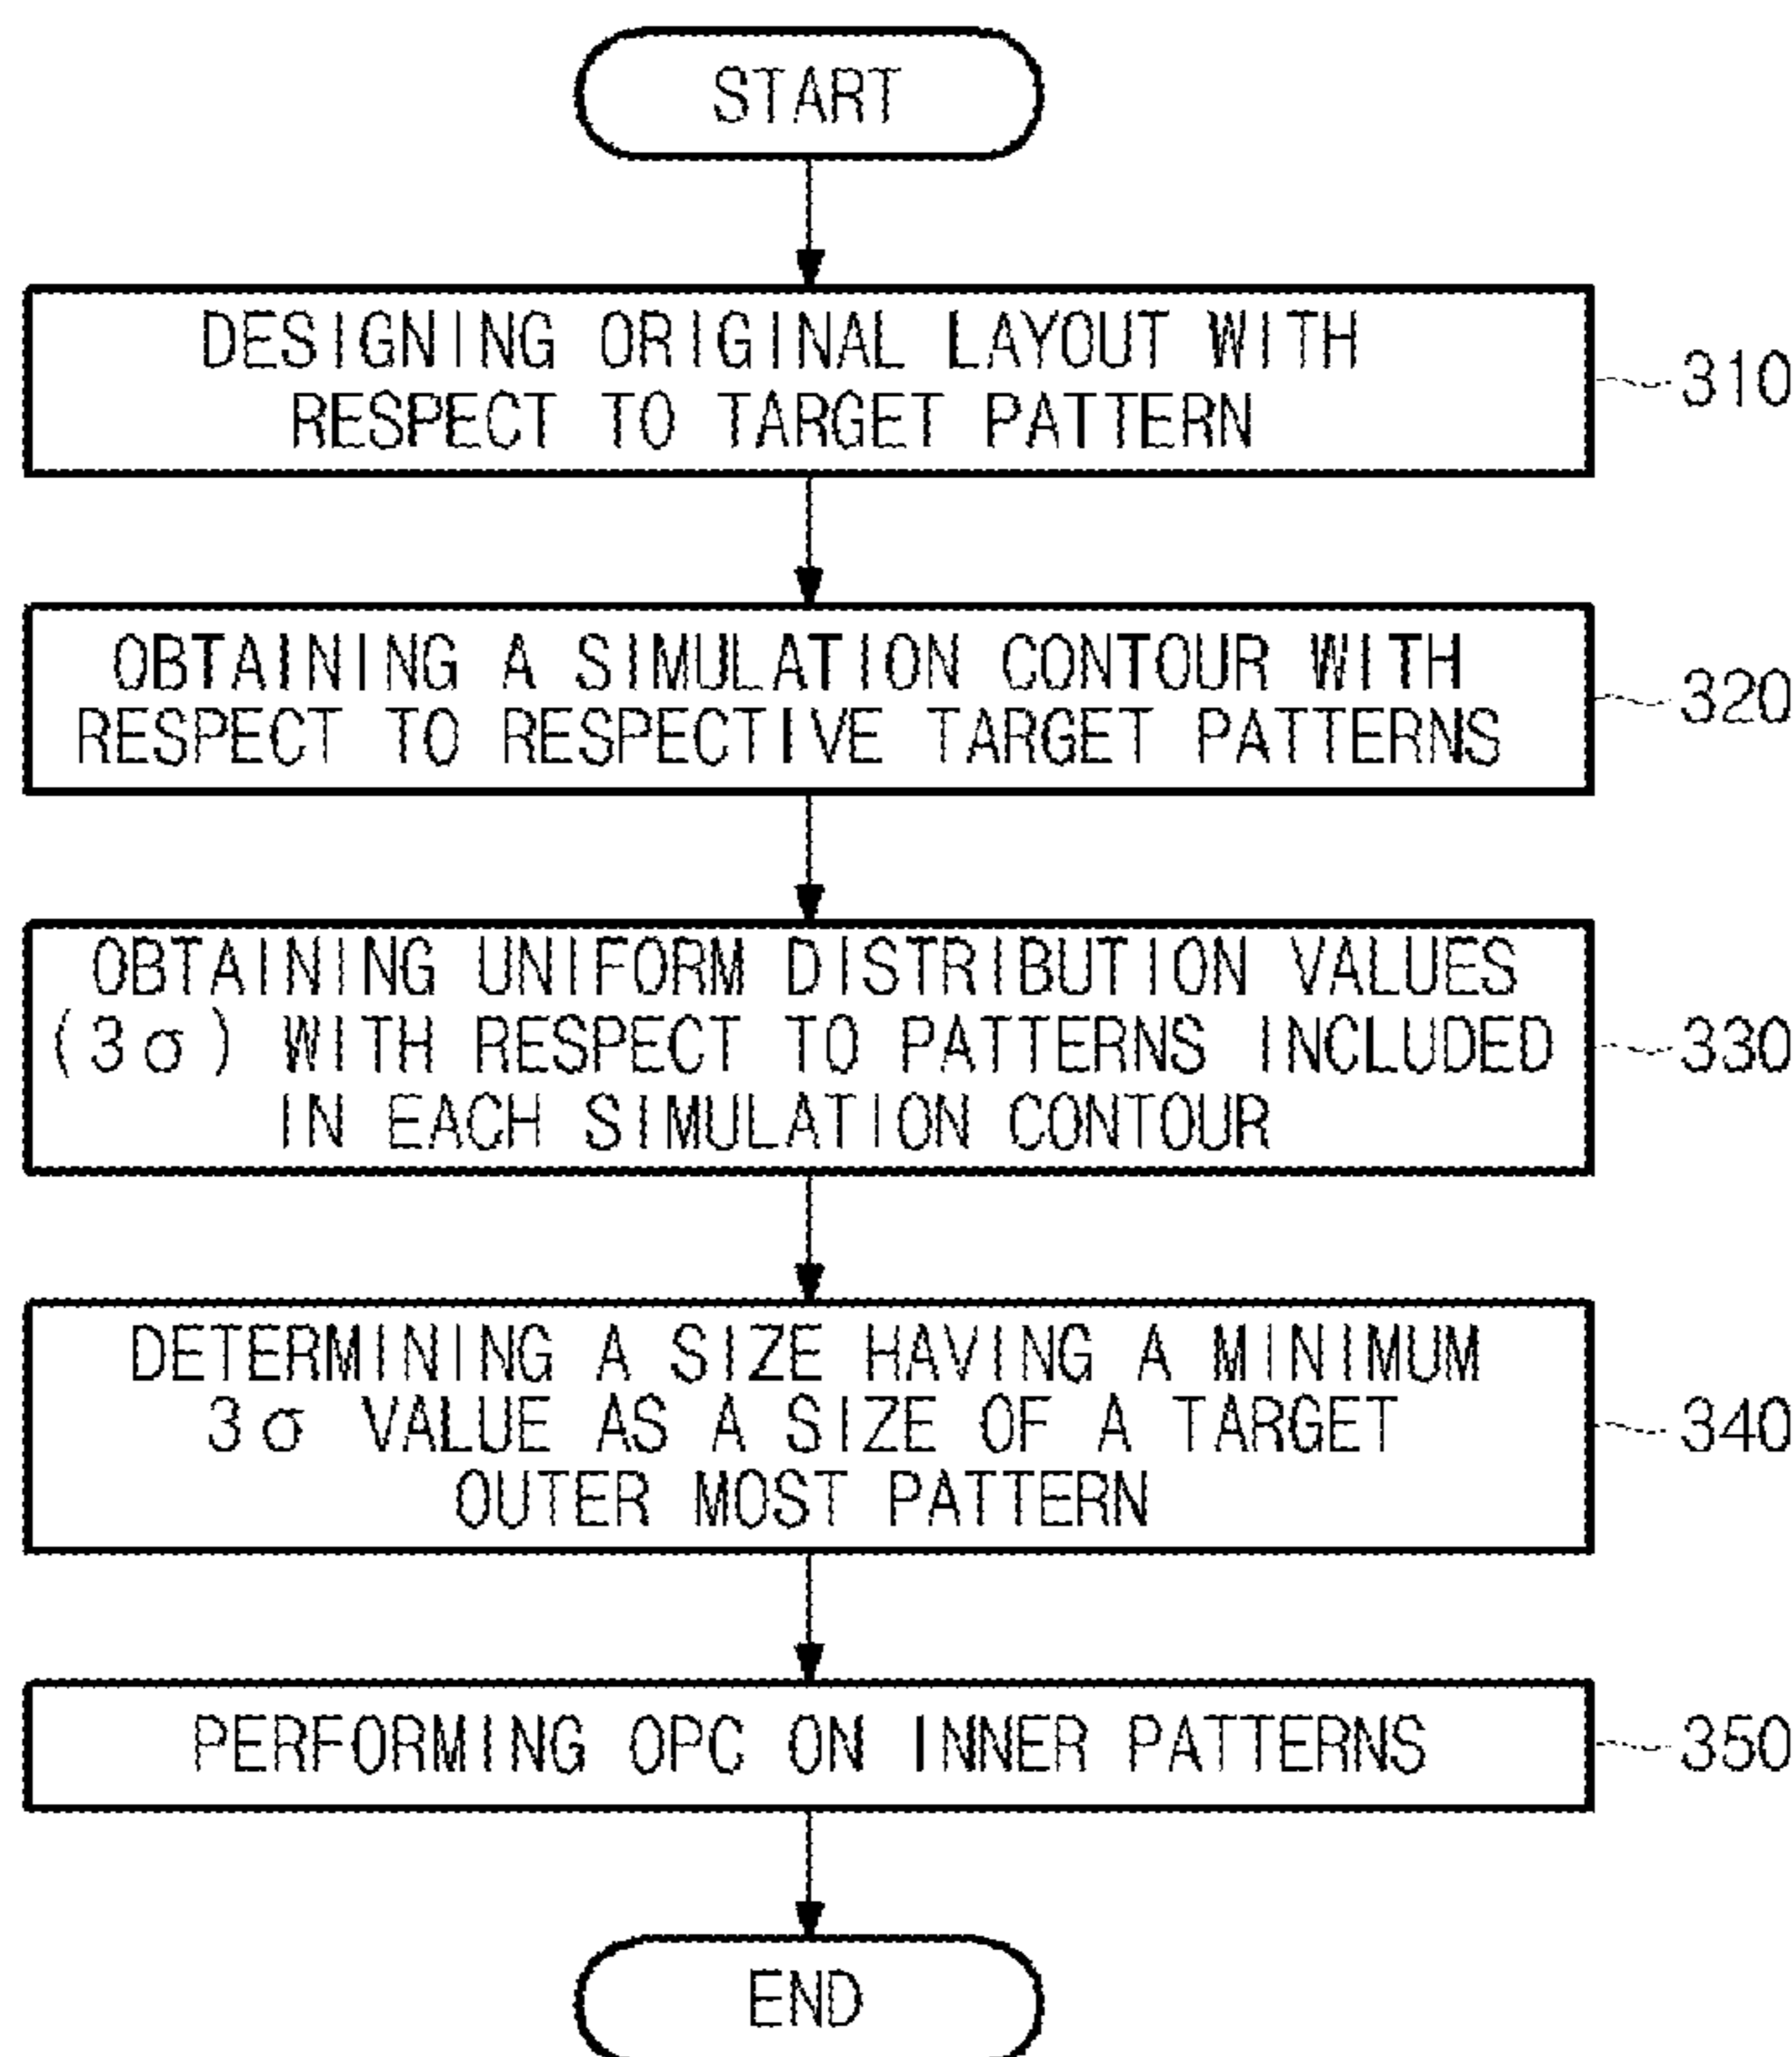 START
DESIGNING ORIGINAL LAYOUT WITH
RESPECT TO TARGET PATTERN
310
OBTAINING A SIMULATION CONTOUR WITH
RESPECT TO RESPECTIVE TARGET PATTERNS
320
OBTAINING UNIFORM DISTRIBUTION VALUES
(3σ) WITH RESPECT TO PATTERNS INCLUDED
IN EACH SIMULATION CONTOUR
330
DETERMINING A SIZE HAVING A MINIMUM
3σ VALUE AS A SIZE OF A TARGET
OUTER MOST PATTERN
340
PERFORMING OPC ON INNER PATTERNS
350
END